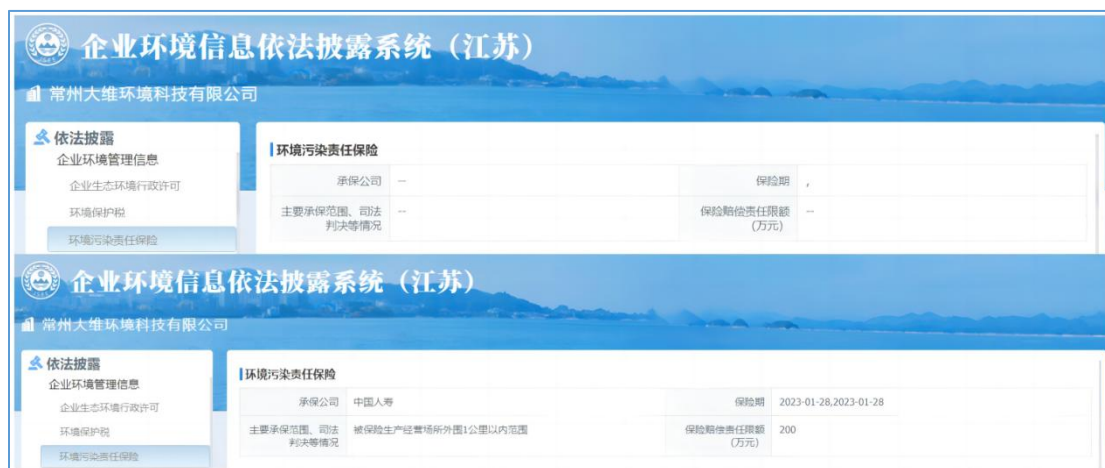 企业环境信息依法披露系统（江苏）
常州大维环境科技有限公司
依法披露
企业环境管理信息
企业生态环境行政许可
环境保护税
环境污染责任保险
环境污染责任保险
承保公司 -- 保险期 ,
主要承保范围、司法 -- 保险赔偿责任限额 --
判决等情况 (万元)
企业环境信息依法披露系统（江苏）
常州大维环境科技有限公司
依法披露
企业环境管理信息
企业生态环境行政许可
环境保护税
环境污染责任保险
环境污染责任保险
承保公司 中国人寿 保险期 2023-01-28,2023-01-28
主要承保范围、司法 被保险生产经营场所外围1公里以内范围 保险赔偿责任限额 200
判决等情况 (万元)